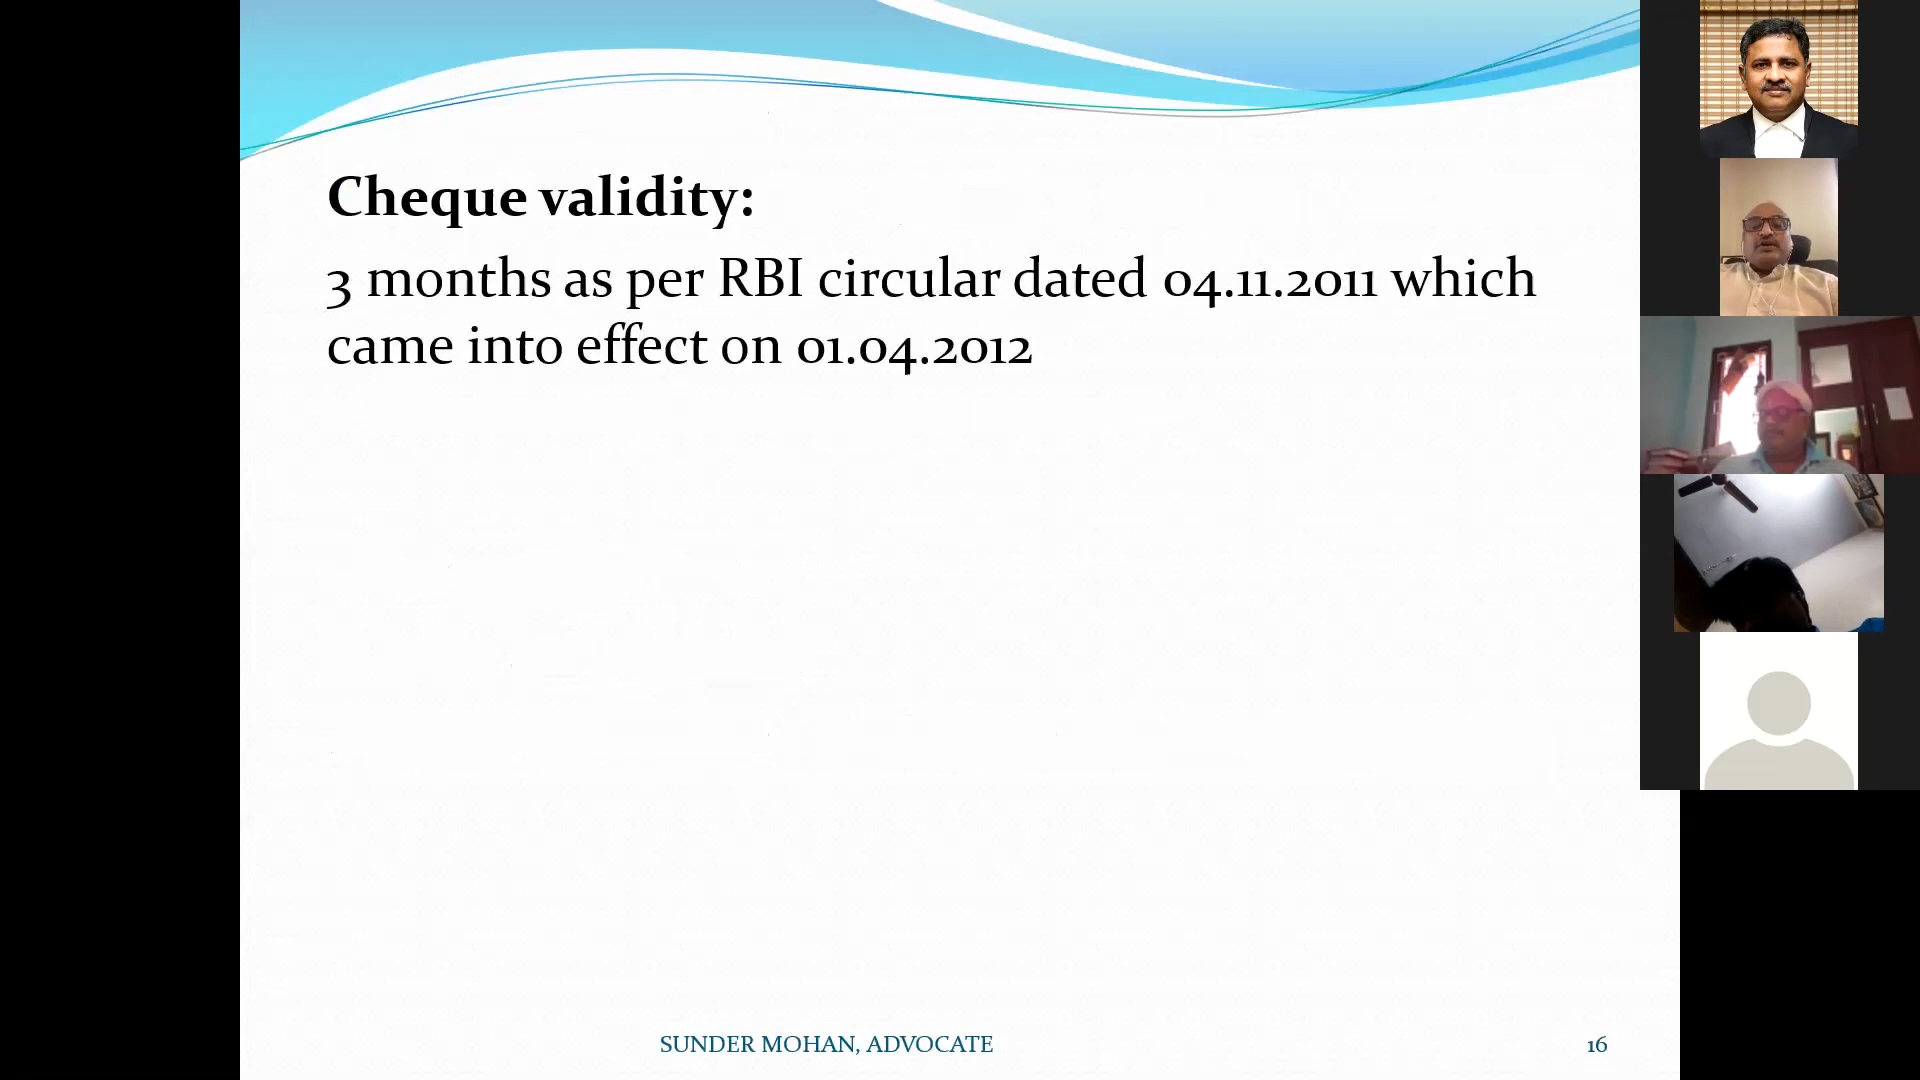 Cheque validity:
3 months as per RBI circular dated 04.11.2011 which
came into effect on 01.04.2012
SUNDER MOHAN, ADVOCATE
16